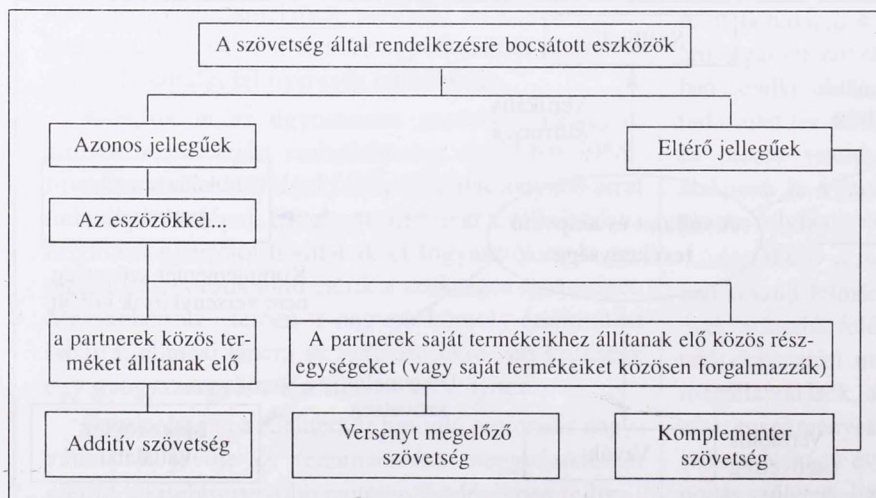 A szövetség által rendelkezésre bocsátott eszközök
Azonos jellegűek
Eltérő jellegűek
Az eszözökkel...
a partnerek közös ter-
méket állítanak elő
A partnerek saját termékeikhez állítanak elő közös rész-
egységeket (vagy saját termékeiket közösen forgalmazzák)
Additív szövetség
Versenyt megelőző
szövetség
Komplementer
szövetség